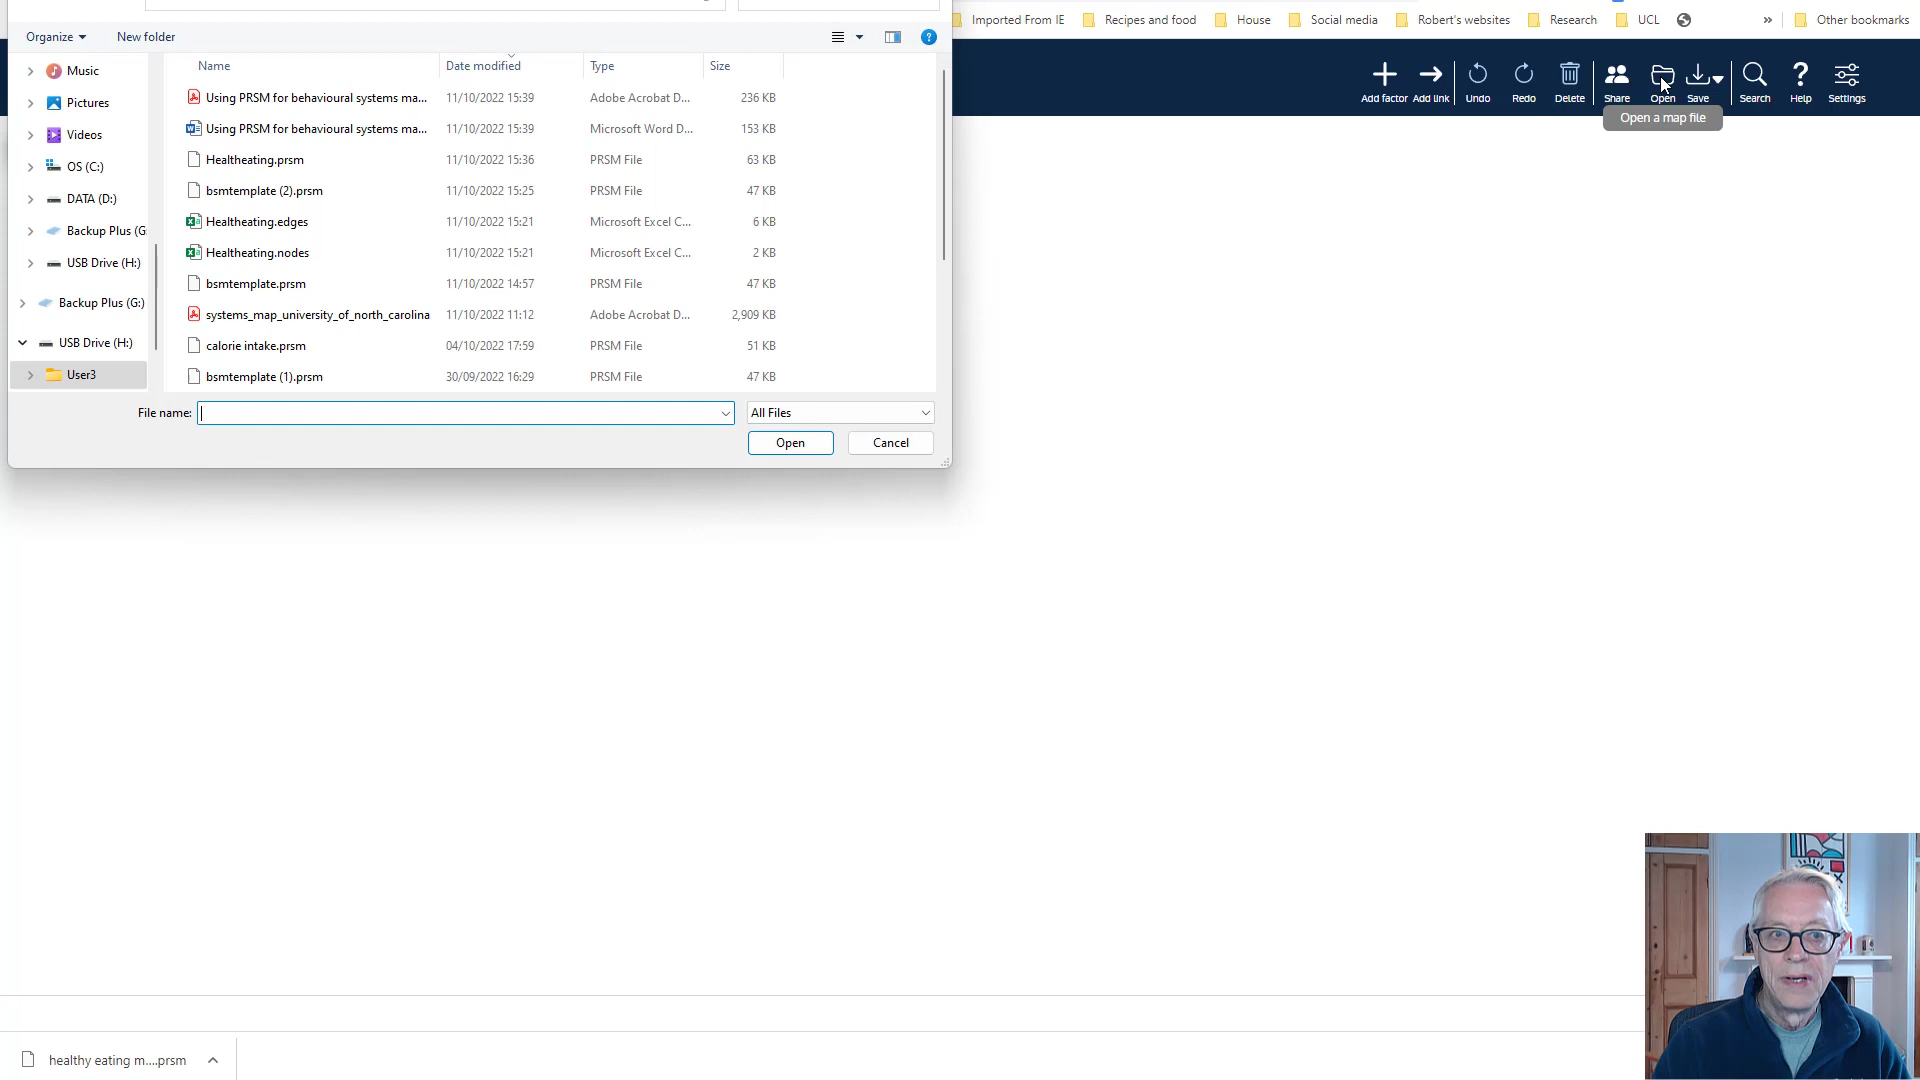 Imported From IE
Recipes and food
House
Social media
Robert's websites
Research
UCL
»
Other bookmarks
Organize
New folder
Add factor
Add link
Undo
Redo
Delete
Share
Open
Save
Search
Help
Settings
Open a map file
Music
Pictures
Videos
OS (C:)
DATA (D:)
Backup Plus (G:
USB Drive (H:)
Backup Plus (G:)
USB Drive (H:)
User3
Name Date modified Type Size
Using PRSM for behavioural systems ma... 11/10/2022 15:39 Adobe Acrobat D... 236 KB
Using PRSM for behavioural systems ma... 11/10/2022 15:39 Microsoft Word D... 153 KB
Healtheating.prsm 11/10/2022 15:36 PRSM File 63 KB
bsmtemplate (2).prsm 11/10/2022 15:25 PRSM File 47 KB
Healtheating.edges 11/10/2022 15:21 Microsoft Excel C... 6 KB
Healtheating.nodes 11/10/2022 15:21 Microsoft Excel C... 2 KB
bsmtemplate.prsm 11/10/2022 14:57 PRSM File 47 KB
systems_map_university_of_north_carolina 11/10/2022 11:12 Adobe Acrobat D... 2,909 KB
calorie intake.prsm 04/10/2022 17:59 PRSM File 51 KB
bsmtemplate (1).prsm 30/09/2022 16:29 PRSM File 47 KB
File name:
All Files
Open
Cancel
healthy eating m....prsm